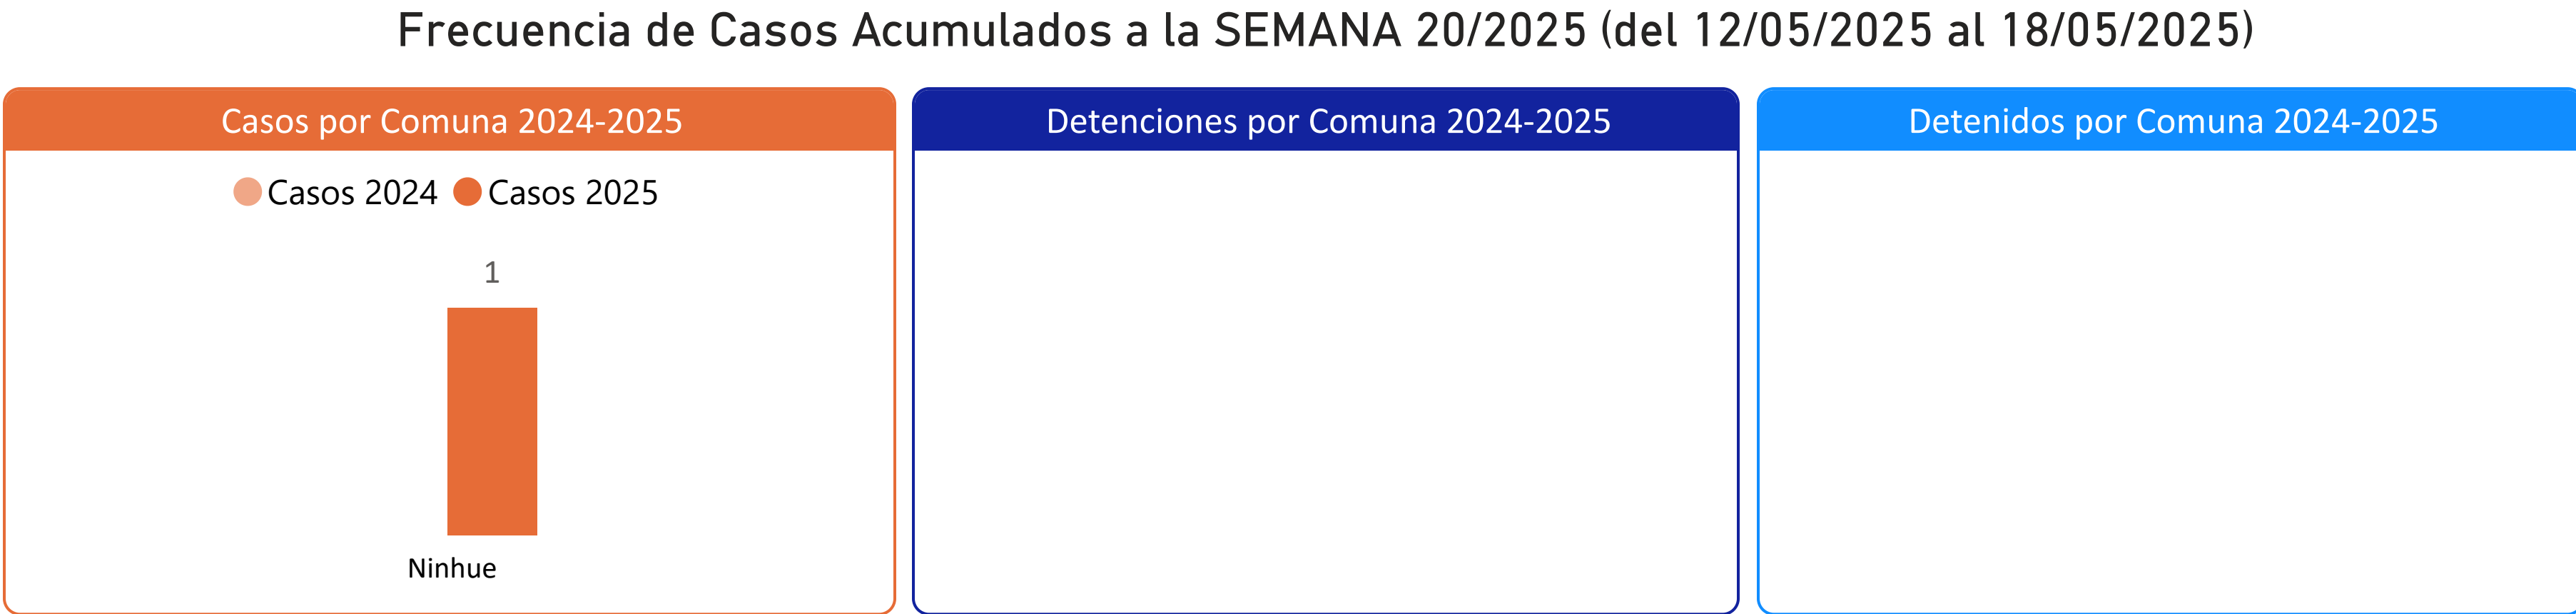 Frecuencia de Casos Acumulados a la SEMANA 20/2025 (del 12/05/2025 al 18/05/2025)
Casos por Comuna 2024-2025
Casos 2024 Casos 2025
1
Ninhue
Detenciones por Comuna 2024-2025
Detenidos por Comuna 2024-2025